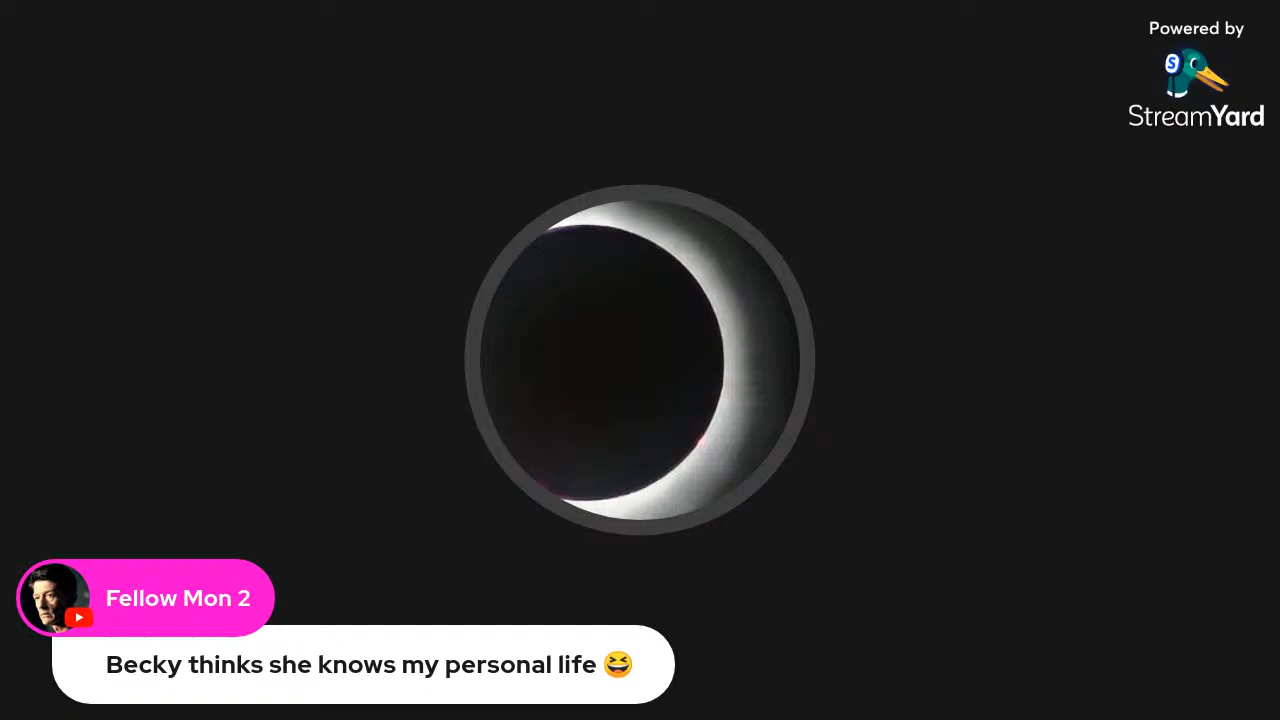 Powered by
S
StreamYard
Fellow Mon 2
Becky thinks she knows my personal life 😆